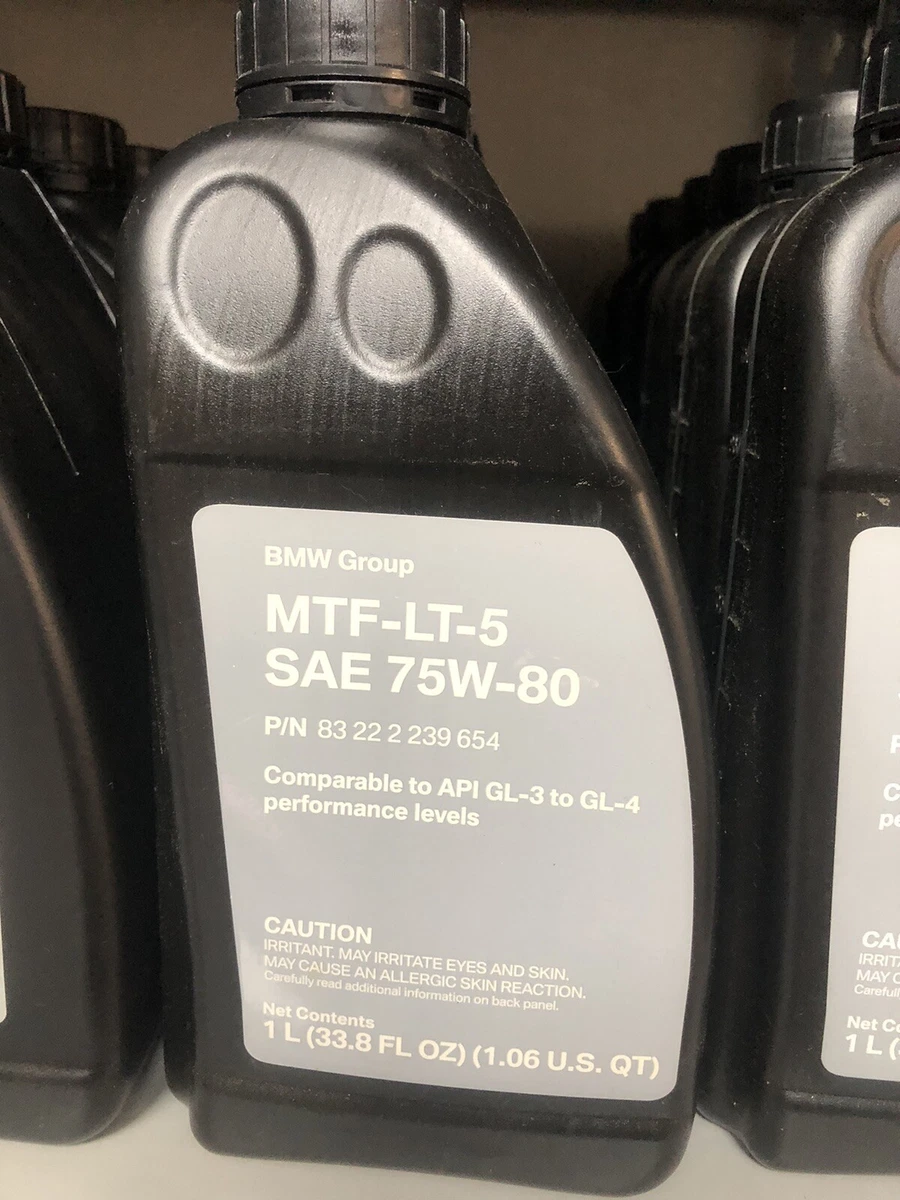 BMW Group
MTF-LT-5
SAE 75W-80
P/N 83 22 2 239 654
Comparable to API GL-3 to GL-4
performance levels
CAUTION
IRRITANT. MAY IRRITATE EYES AND SKIN.
MAY CAUSE AN ALLERGIC SKIN REACTION.
Carefully read additional information on back panel.
Net Contents
1 L (33.8 FL OZ) (1.06 U.S. QT)